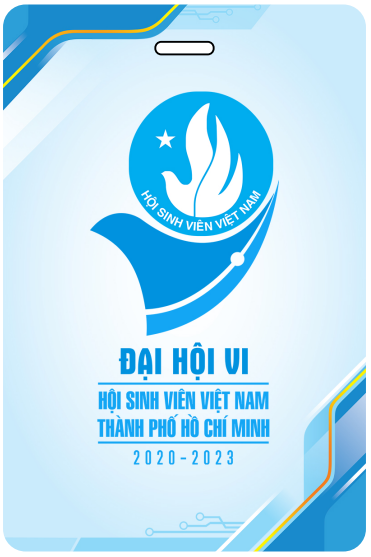 HỘI SINH VIÊN VIỆT NAM
ĐẠI HỘI VI
HỘI SINH VIÊN VIỆT NAM
THÀNH PHỐ HỒ CHÍ MINH
2020-2023